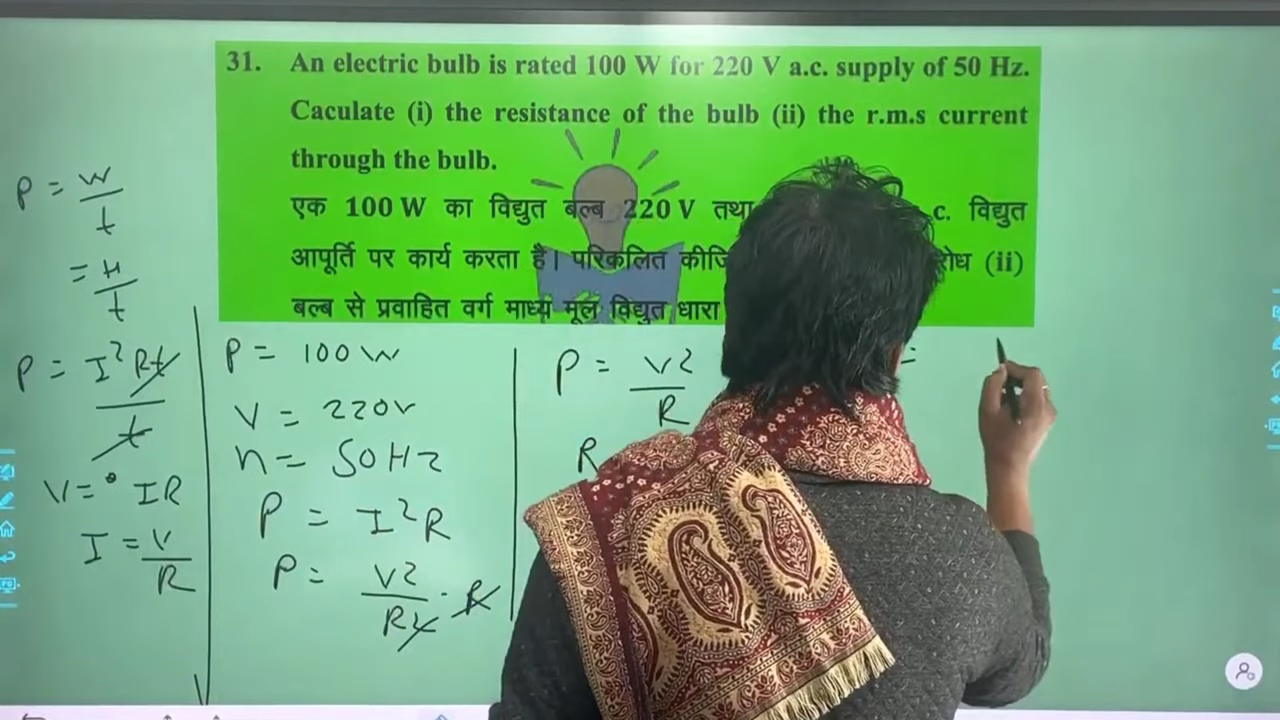 31. An electric bulb is rated 100 W for 220 V a.c. supply of 50 Hz.
Caculate (i) the resistance of the bulb (ii) the r.m.s current
through the bulb.
एक 100 W का विद्युत बल्ब 220 V तथा c. विद्युत
आपूर्ति पर कार्य करता है। परिकलित (ii)
बल्ब से प्रवाहित वर्ग माध्य मूल विद्युत धारा
P = W/t
= H/t
P = I²Rt/t
V = IR
I = V/R
P = 100 W
V = 220V
n = 50Hz
P = I²R
P = V²/R² · R
P = V²/R
R
=